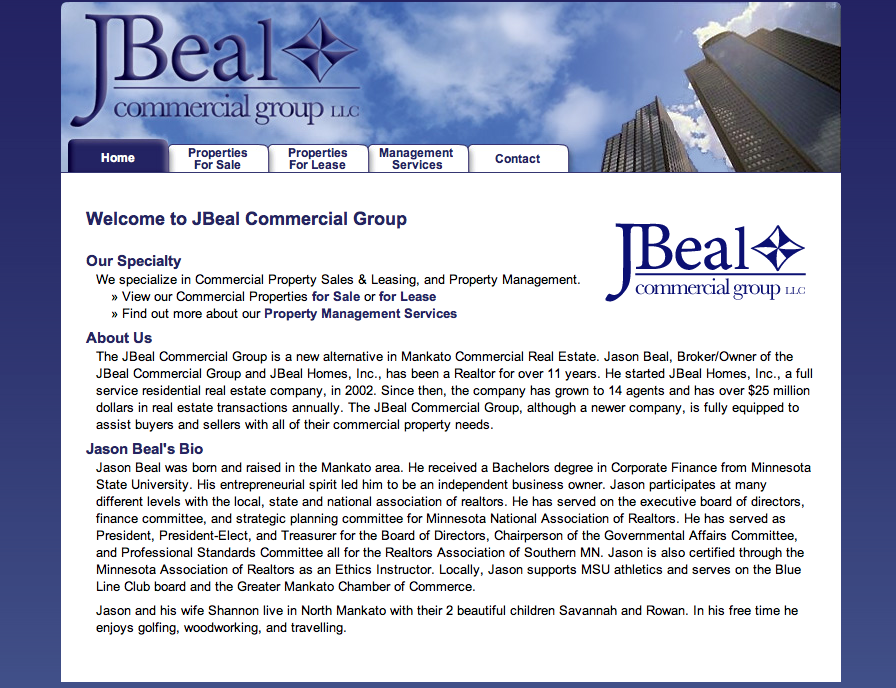 JBeal
commercial group LLC
Home
Properties
For Sale
Properties
For Lease
Management
Services
Contact
Welcome to JBeal Commercial Group
JBeal
commercial group LLC
Our Specialty
We specialize in Commercial Property Sales & Leasing, and Property Management.
» View our Commercial Properties for Sale or for Lease
» Find out more about our Property Management Services
About Us
The JBeal Commercial Group is a new alternative in Mankato Commercial Real Estate. Jason Beal, Broker/Owner of the
JBeal Commercial Group and JBeal Homes, Inc., has been a Realtor for over 11 years. He started JBeal Homes, Inc., a full
service residential real estate company, in 2002. Since then, the company has grown to 14 agents and has over $25 million
dollars in real estate transactions annually. The JBeal Commercial Group, although a newer company, is fully equipped to
assist buyers and sellers with all of their commercial property needs.
Jason Beal's Bio
Jason Beal was born and raised in the Mankato area. He received a Bachelors degree in Corporate Finance from Minnesota
State University. His entrepreneurial spirit led him to be an independent business owner. Jason participates at many
different levels with the local, state and national association of realtors. He has served on the executive board of directors,
finance committee, and strategic planning committee for Minnesota National Association of Realtors. He has served as
President, President-Elect, and Treasurer for the Board of Directors, Chairperson of the Governmental Affairs Committee,
and Professional Standards Committee all for the Realtors Association of Southern MN. Jason is also certified through the
Minnesota Association of Realtors as an Ethics Instructor. Locally, Jason supports MSU athletics and serves on the Blue
Line Club board and the Greater Mankato Chamber of Commerce.
Jason and his wife Shannon live in North Mankato with their 2 beautiful children Savannah and Rowan. In his free time he
enjoys golfing, woodworking, and travelling.